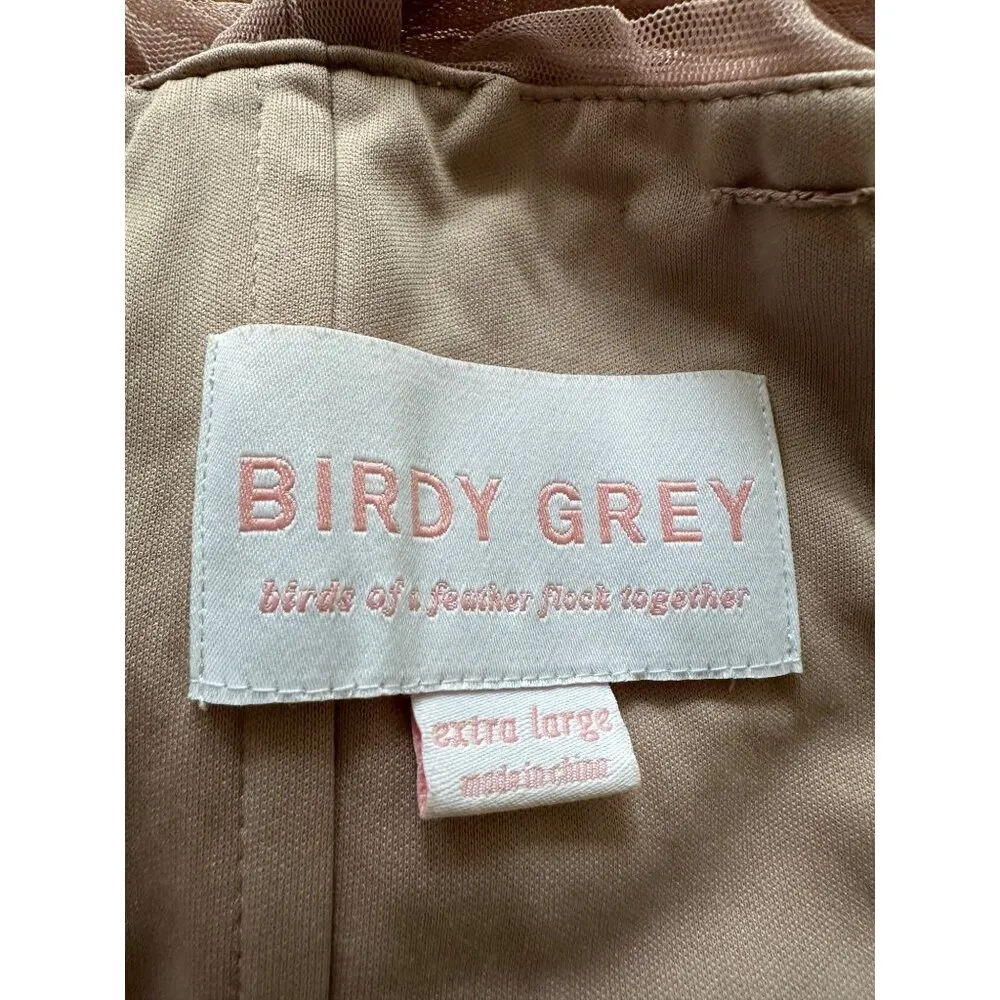 BIRDY GREY
birds of a feather flock together
extra large
made in china